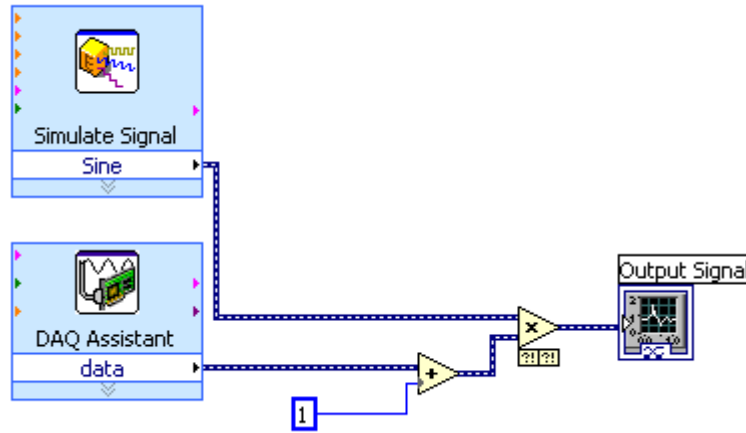 Simulate Signal
Sine
DAQ Assistant
data
1
+
x
?! ?!
Output Signal